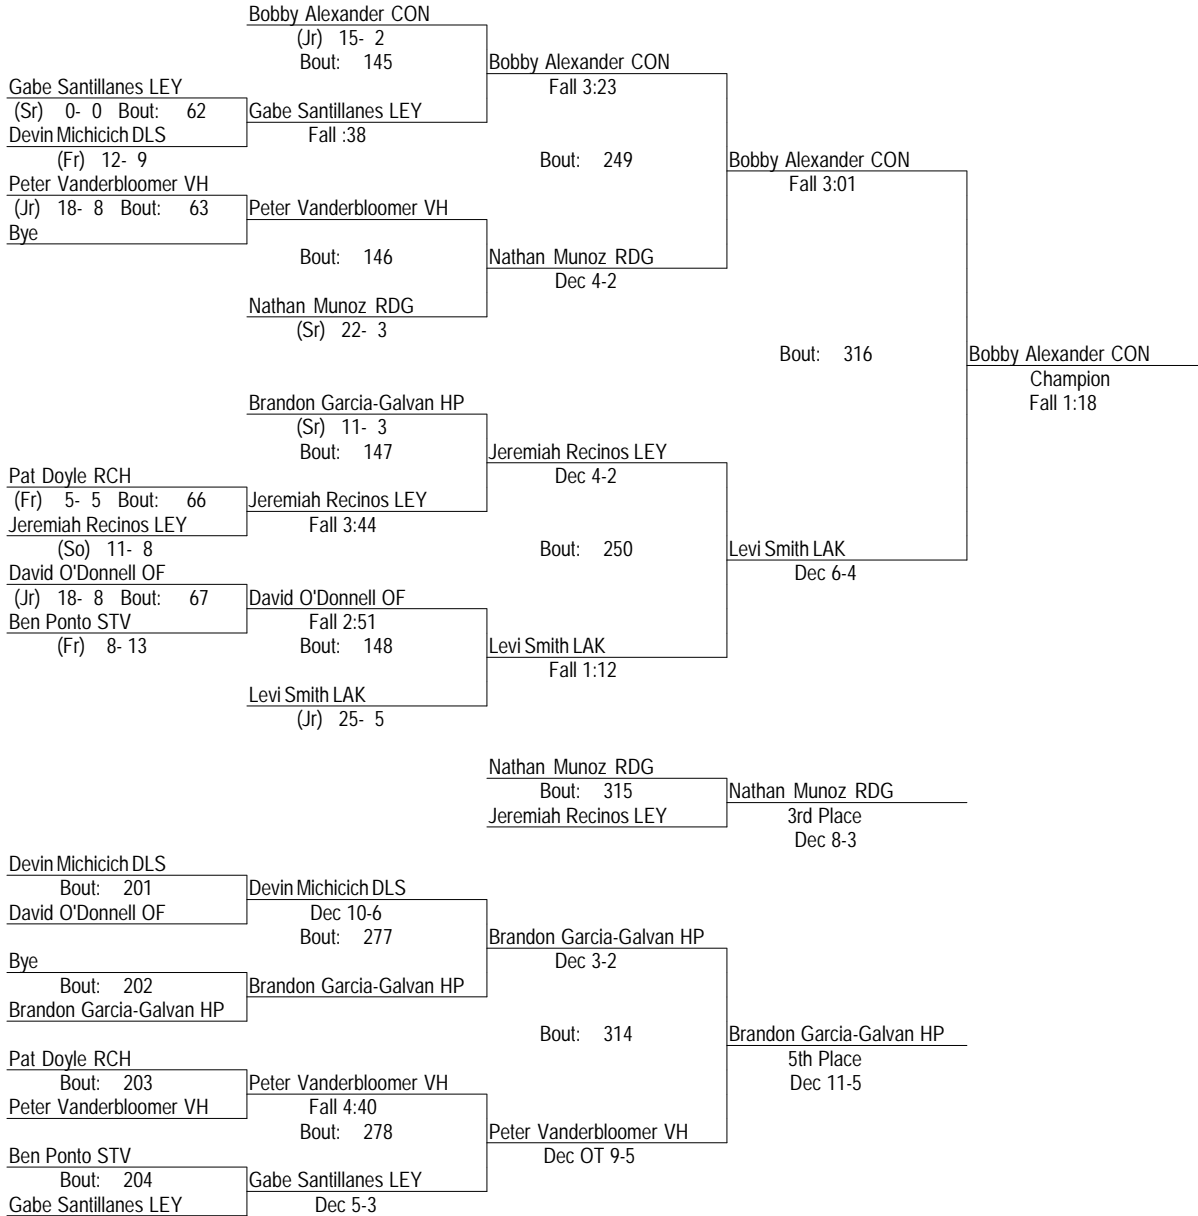 Bobby Alexander CON
(Jr) 15- 2
Bout: 145
Bobby Alexander CON
Fall 3:23
Gabe Santillanes LEY
(Sr) 0- 0 Bout: 62
Gabe Santillanes LEY
Devin Michicich DLS
Fall :38
(Fr) 12- 9
Bout: 249
Bobby Alexander CON
Peter Vanderbloomer VH
Fall 3:01
(Jr) 18- 8 Bout: 63
Peter Vanderbloomer VH
Bye
Bout: 146
Nathan Munoz RDG
Dec 4-2
Nathan Munoz RDG
(Sr) 22- 3
Bout: 316
Bobby Alexander CON
Champion
Fall 1:18
Brandon Garcia-Galvan HP
(Sr) 11- 3
Bout: 147
Jeremiah Recinos LEY
Dec 4-2
Pat Doyle RCH
(Fr) 5- 5 Bout: 66
Jeremiah Recinos LEY
Jeremiah Recinos LEY
Fall 3:44
(So) 11- 8
Bout: 250
Levi Smith LAK
Dec 6-4
David O'Donnell OF
(Jr) 18- 8 Bout: 67
David O'Donnell OF
Ben Ponto STV
Fall 2:51
(Fr) 8- 13
Bout: 148
Levi Smith LAK
Fall 1:12
Levi Smith LAK
(Jr) 25- 5
Nathan Munoz RDG
Bout: 315
Nathan Munoz RDG
Jeremiah Recinos LEY
3rd Place
Dec 8-3
Devin Michicich DLS
Bout: 201
Devin Michicich DLS
David O'Donnell OF
Dec 10-6
Bout: 277
Brandon Garcia-Galvan HP
Dec 3-2
Bye
Bout: 202
Brandon Garcia-Galvan HP
Brandon Garcia-Galvan HP
Bout: 314
Brandon Garcia-Galvan HP
5th Place
Dec 11-5
Pat Doyle RCH
Bout: 203
Peter Vanderbloomer VH
Peter Vanderbloomer VH
Fall 4:40
Bout: 278
Peter Vanderbloomer VH
Dec OT 9-5
Ben Ponto STV
Bout: 204
Gabe Santillanes LEY
Gabe Santillanes LEY
Dec 5-3